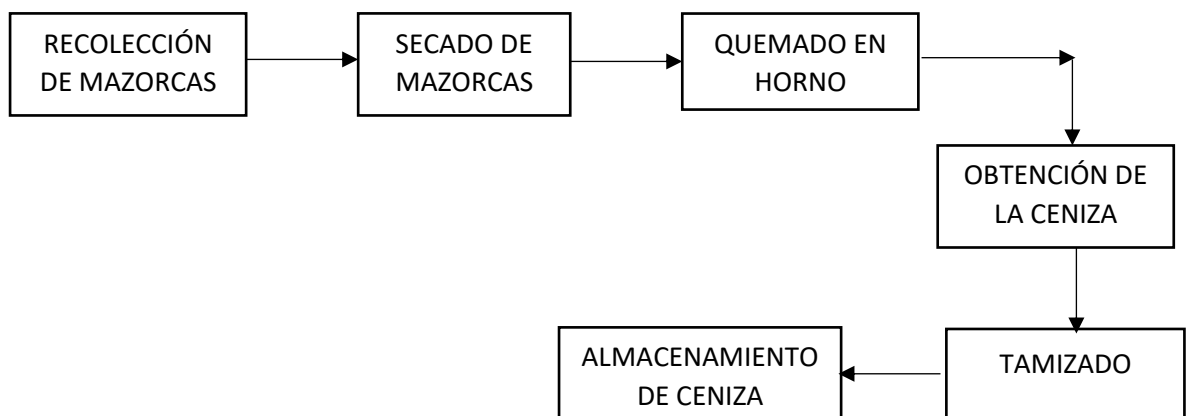 RECOLECCIÓN
DE MAZORCAS
SECADO DE
MAZORCAS
QUEMADO EN
HORNO
OBTENCIÓN DE
LA CENIZA
TAMIZADO
ALMACENAMIENTO
DE CENIZA